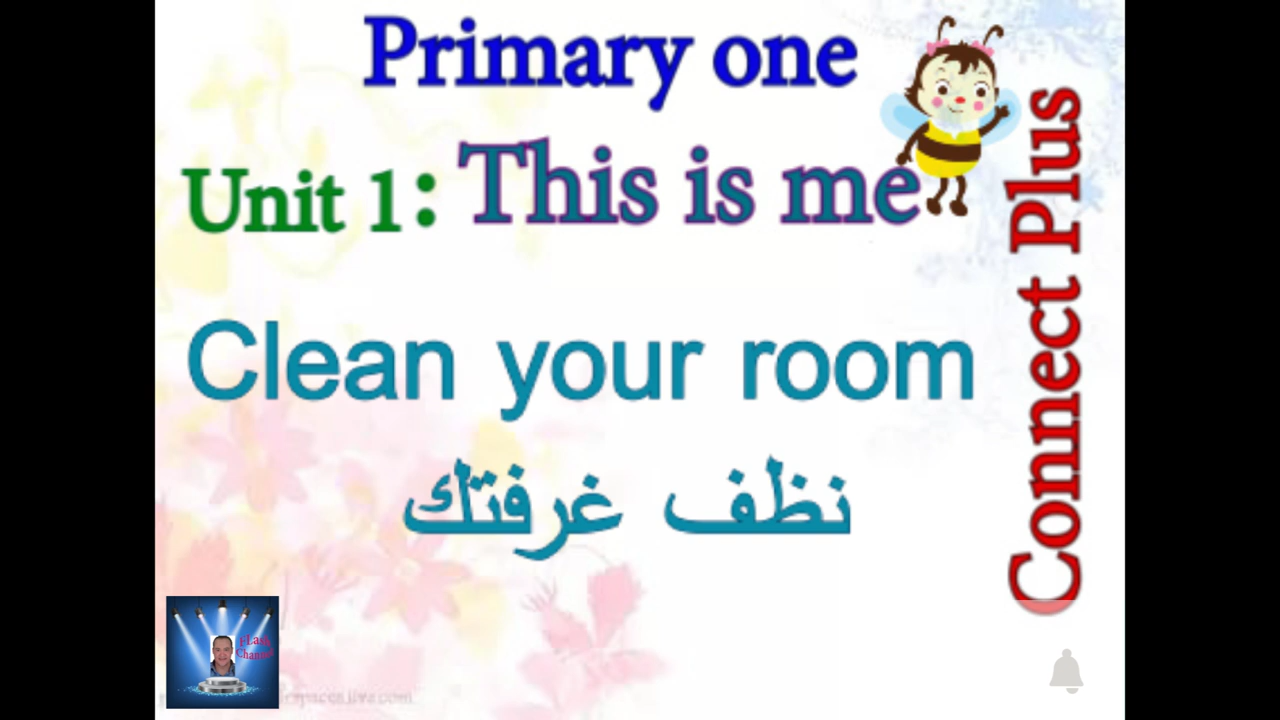 Primary one
Unit 1: This is me
Connect Plus
Clean your room
نظف غرفتك